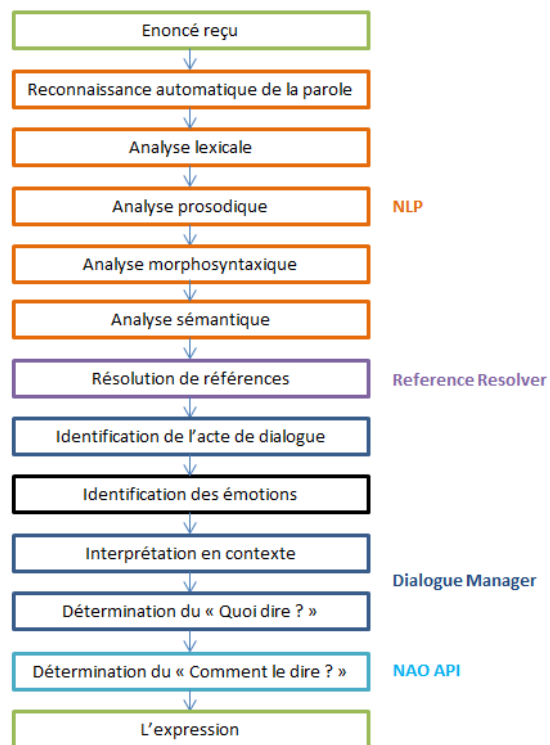 Enoncé reçu
Reconnaissance automatique de la parole
Analyse lexicale
Analyse prosodique
NLP
Analyse morphosyntaxique
Analyse sémantique
Résolution de références
Reference Resolver
Identification de l'acte de dialogue
Identification des émotions
Interprétation en contexte
Dialogue Manager
Détermination du « Quoi dire ? »
Détermination du « Comment le dire ? »
NAO API
L'expression